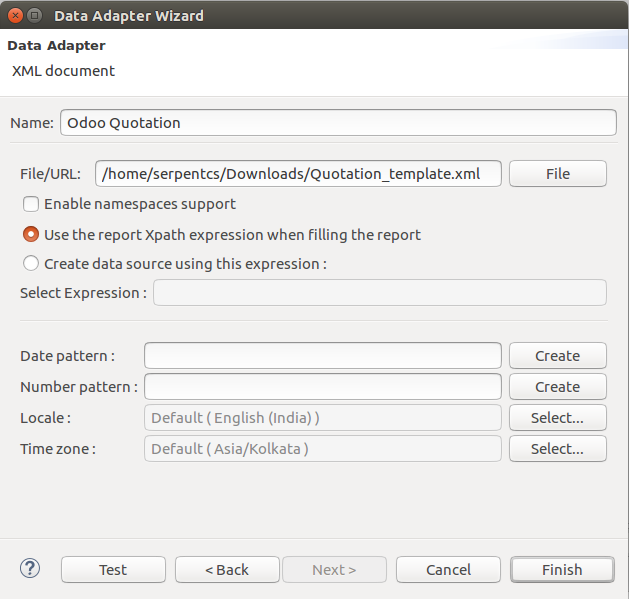 Data Adapter Wizard
Data Adapter
XML document
Name: Odoo Quotation
File/URL: /home/serpentcs/Downloads/Quotation_template.xml File
Enable namespaces support
Use the report Xpath expression when filling the report
Create data source using this expression :
Select Expression :
Date pattern : Create
Number pattern : Create
Locale : Default ( English (India) ) Select...
Time zone : Default ( Asia/Kolkata ) Select...
? Test < Back Next > Cancel Finish